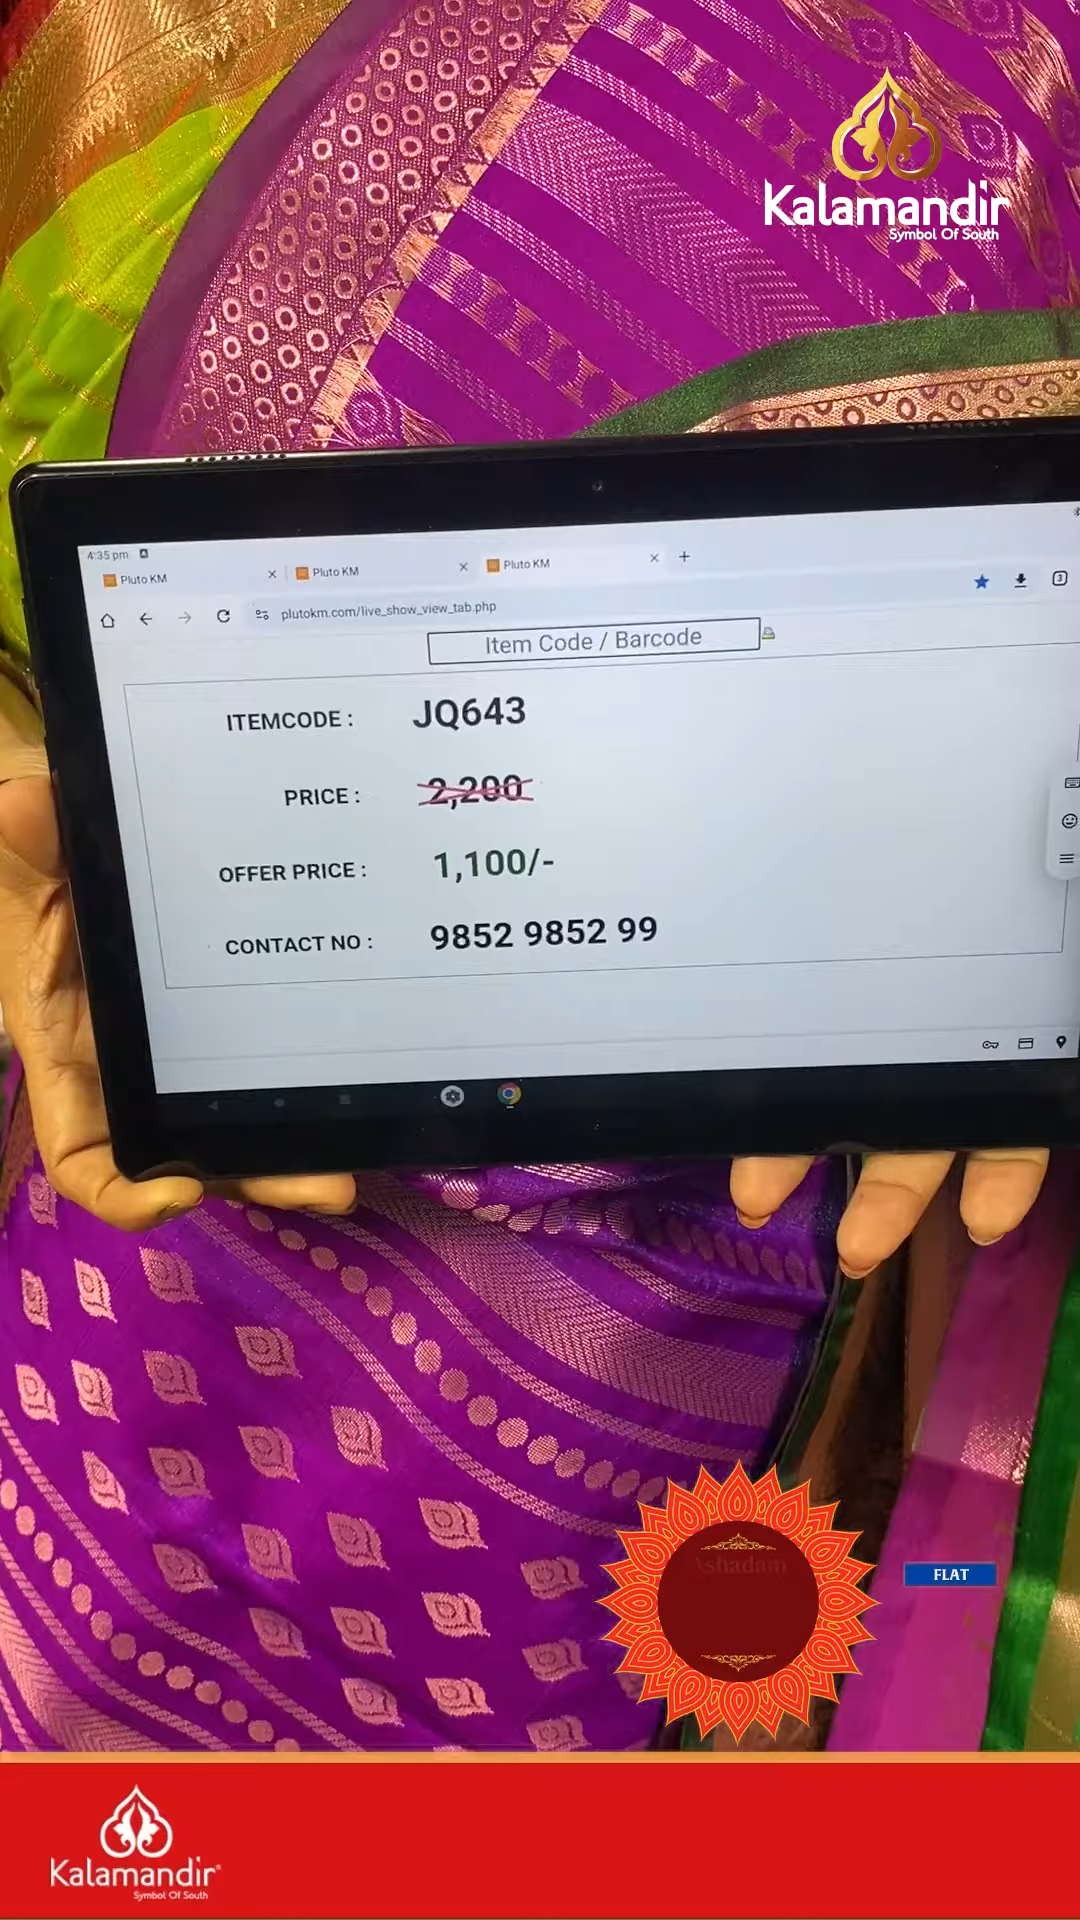 Kalamandir
Symbol Of South
4:35 pm
Pluto KM
Pluto KM
Pluto KM
plutokm.com/live_show_view_tab.php
3
Item Code / Barcode
ITEMCODE : JQ643
PRICE : 2,200
OFFER PRICE : 1,100/-
CONTACT NO : 9852 9852 99
Ashadam
FLAT
Kalamandir
Symbol Of South